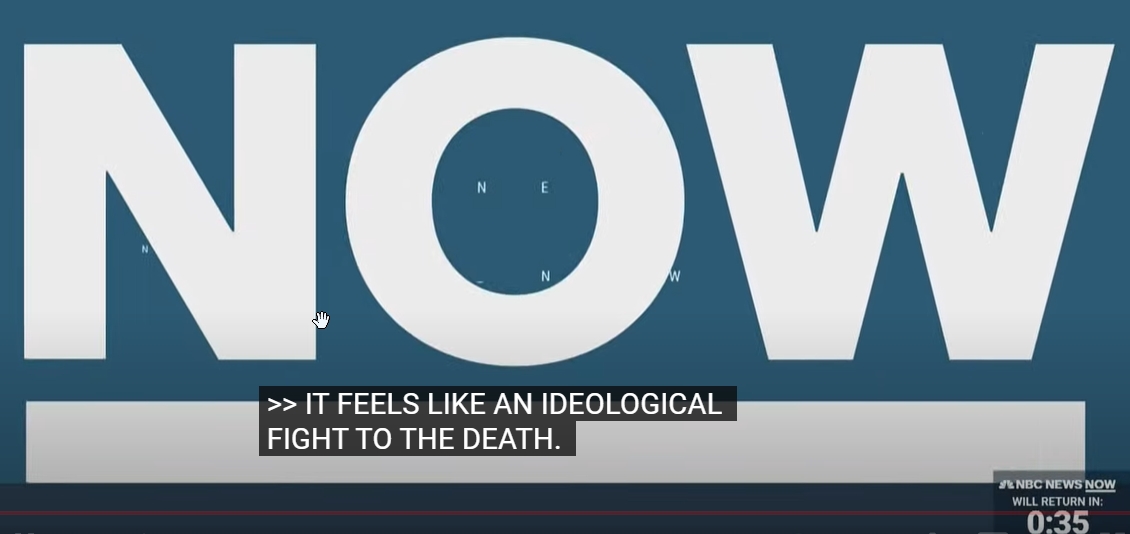 NOW
N E
N
_ N W
>> IT FEELS LIKE AN IDEOLOGICAL
FIGHT TO THE DEATH.
NBC NEWS NOW
WILL RETURN IN:
0:35